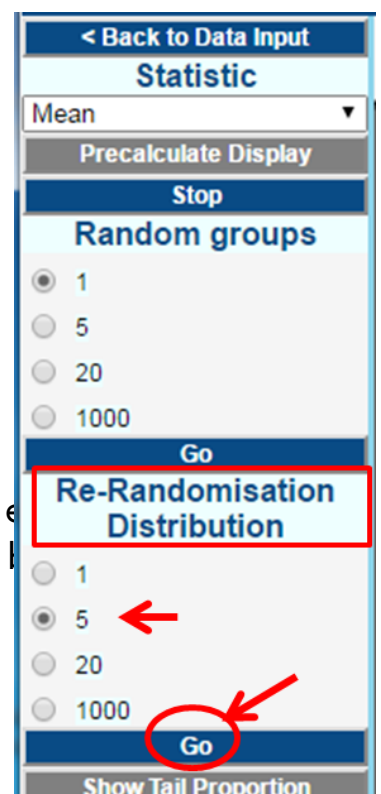 < Back to Data Input
Statistic
Mean
Precalculate Display
Stop
Random groups
1
5
20
1000
Go
Re-Randomisation
Distribution
1
5
20
1000
Go
Show Tail Proportion